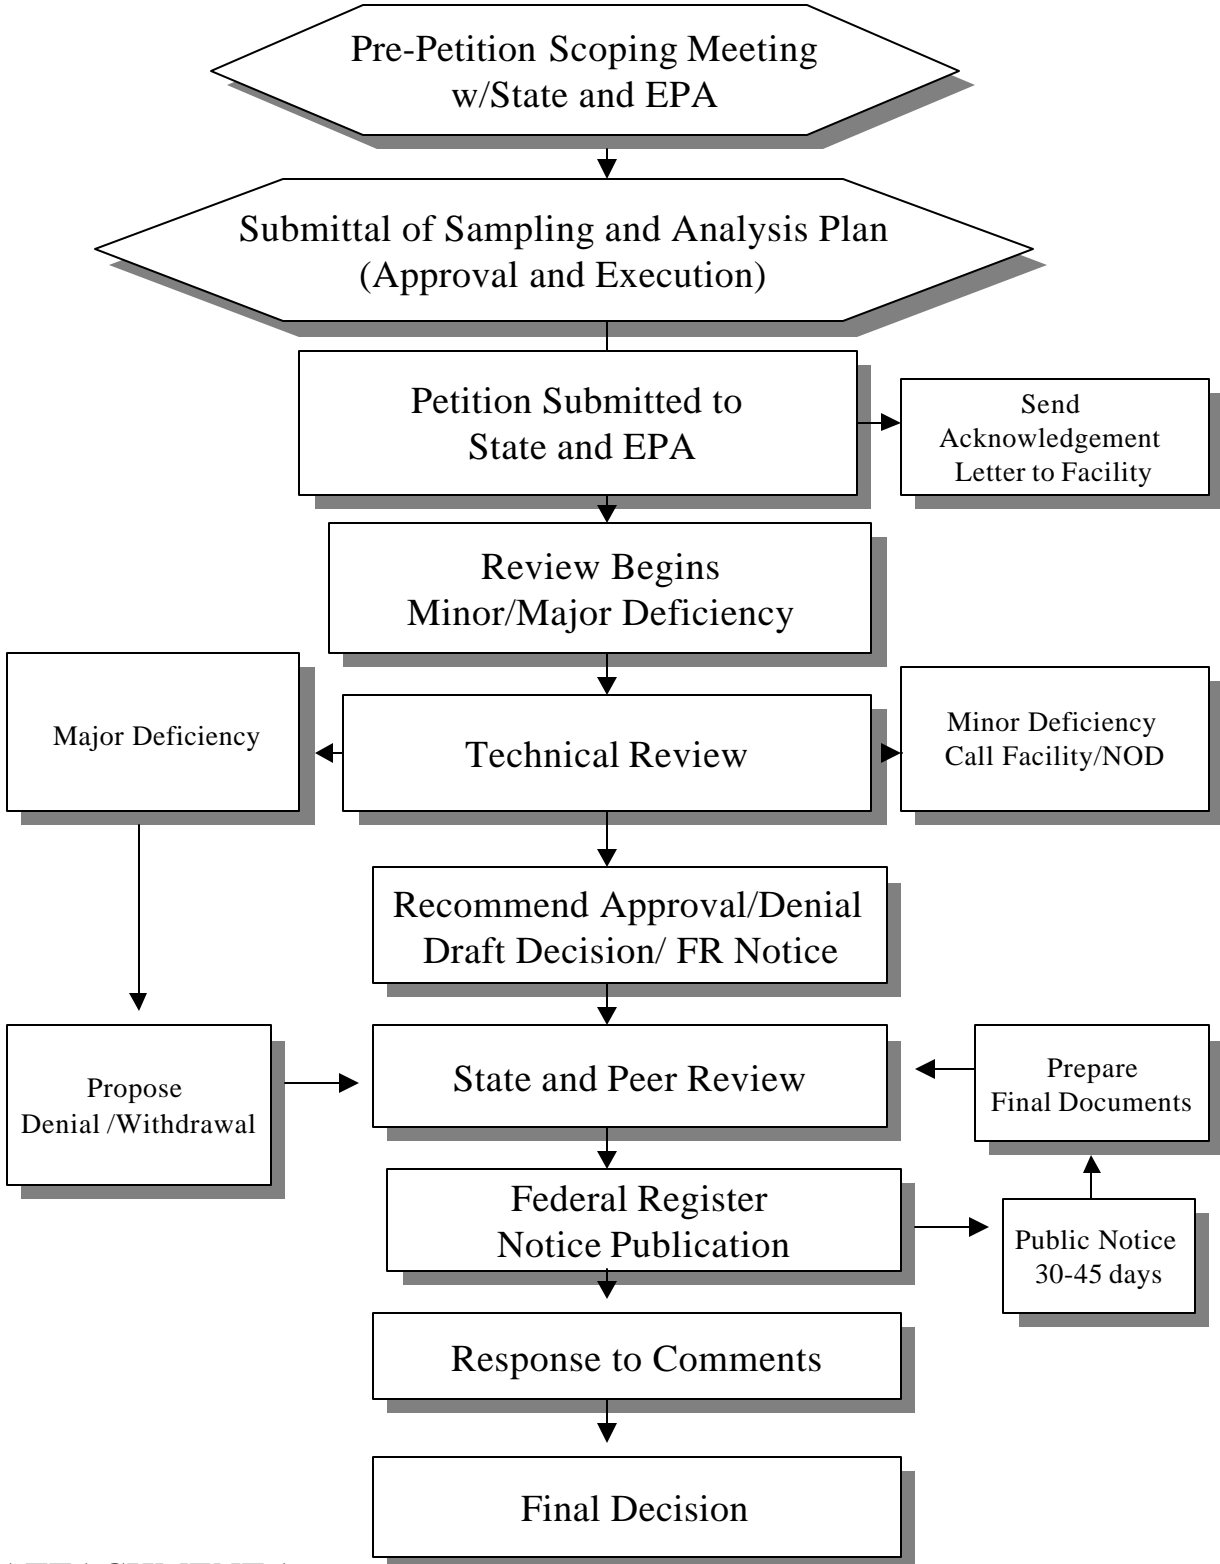 Pre-Petition Scoping Meeting
w/State and EPA
Submittal of Sampling and Analysis Plan
(Approval and Execution)
Petition Submitted to
State and EPA
Send
Acknowledgement
Letter to Facility
Review Begins
Minor/Major Deficiency
Major Deficiency
Technical Review
Minor Deficiency
Call Facility/NOD
Recommend Approval/Denial
Draft Decision/ FR Notice
Propose
Denial /Withdrawal
State and Peer Review
Prepare
Final Documents
Federal Register
Notice Publication
Public Notice
30-45 days
Response to Comments
Final Decision